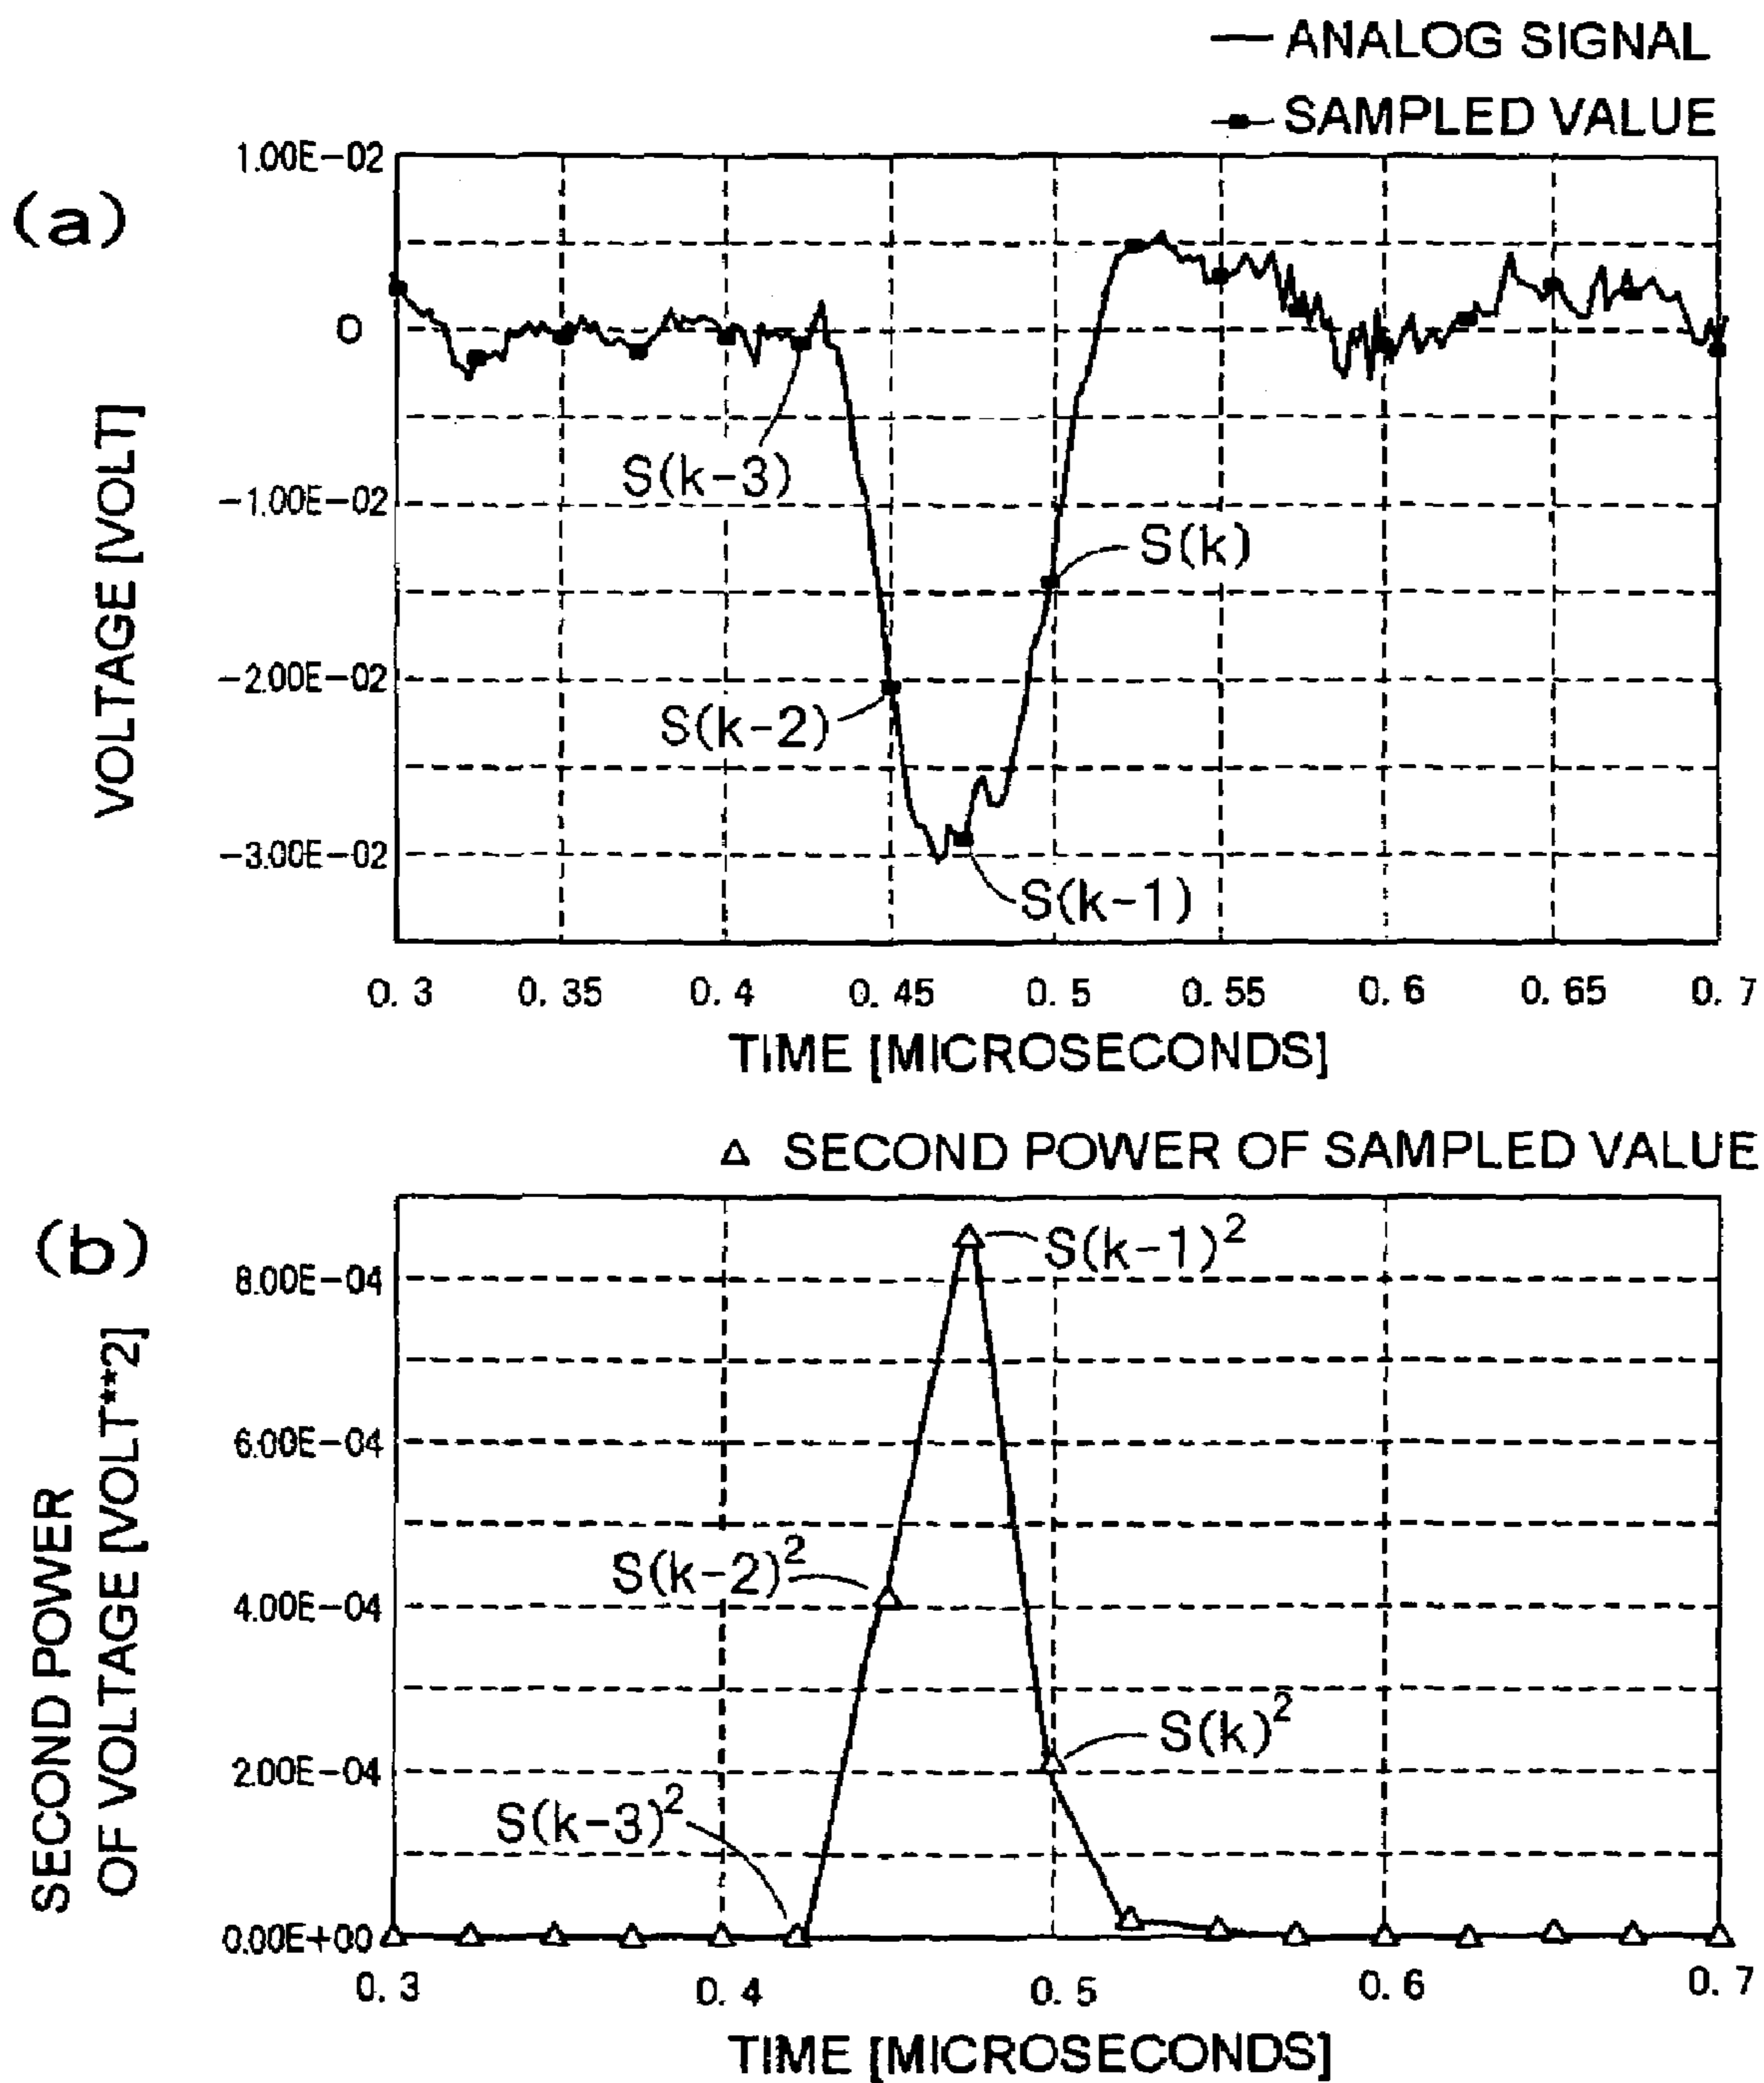 ANALOG SIGNAL
SAMPLED VALUE
(a)
1.00E-02
0
-1.00E-02
-2.00E-02
-3.00E-02
VOLTAGE [VOLT]
S(k-3)
S(k)
S(k-2)
S(k-1)
0.3 0.35 0.4 0.45 0.5 0.55 0.6 0.65 0.7
TIME [MICROSECONDS]
△ SECOND POWER OF SAMPLED VALUE
(b)
8.00E-04
6.00E-04
4.00E-04
2.00E-04
0.00E+00
SECOND POWER
OF VOLTAGE [VOLT**2]
S(k-1)²
S(k-2)²
S(k)²
S(k-3)²
0.3 0.4 0.5 0.6 0.7
TIME [MICROSECONDS]